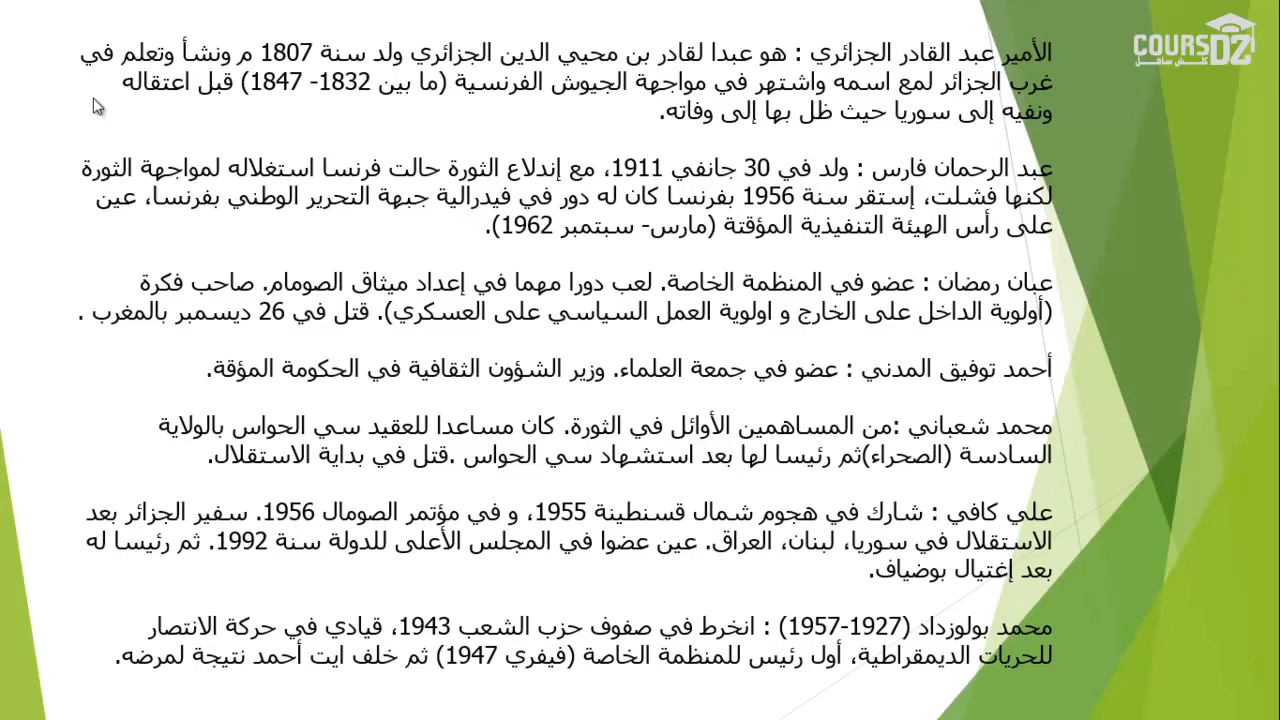 COURSDZ
كلش ساهل
الأمير عبد القادر الجزائري : هو عبدا لقادر بن محيي الدين الجزائري ولد سنة 1807 م ونشأ وتعلم في
غرب الجزائر لمع اسمه واشتهر في مواجهة الجيوش الفرنسية (ما بين 1832- 1847) قبل اعتقاله
ونفيه إلى سوريا حيث ظل بها إلى وفاته.
عبد الرحمان فارس : ولد في 30 جانفي 1911، مع إندلاع الثورة حالت فرنسا استغلاله لمواجهة الثورة
لكنها فشلت، إستقر سنة 1956 بفرنسا كان له دور في فيدرالية جبهة التحرير الوطني بفرنسا، عين
على رأس الهيئة التنفيذية المؤقتة (مارس- سبتمبر 1962).
عبان رمضان : عضو في المنظمة الخاصة. لعب دورا مهما في إعداد ميثاق الصومام. صاحب فكرة
(أولوية الداخل على الخارج و اولوية العمل السياسي على العسكري). قتل في 26 ديسمبر بالمغرب .
أحمد توفيق المدني : عضو في جمعة العلماء. وزير الشؤون الثقافية في الحكومة المؤقة.
محمد شعباني :من المساهمين الأوائل في الثورة. كان مساعدا للعقيد سي الحواس بالولاية
السادسة (الصحراء)ثم رئيسا لها بعد استشهاد سي الحواس .قتل في بداية الاستقلال.
علي كافي : شارك في هجوم شمال قسنطينة 1955، و في مؤتمر الصومال 1956. سفير الجزائر بعد
الاستقلال في سوريا، لبنان، العراق. عين عضوا في المجلس الأعلى للدولة سنة 1992. ثم رئيسا له
بعد إغتيال بوضياف.
محمد بولوزداد (1927-1957) : انخرط في صفوف حزب الشعب 1943، قيادي في حركة الانتصار
للحريات الديمقراطية، أول رئيس للمنظمة الخاصة (فيفري 1947) ثم خلف ايت أحمد نتيجة لمرضه.